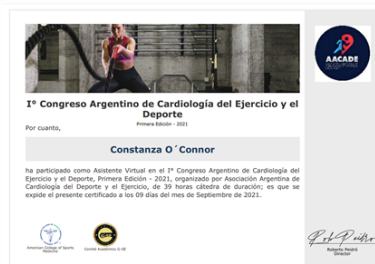 AACADE
I° Congreso Argentino de Cardiología del Ejercicio y el
Deporte
Primera Edición - 2021
Por cuanto,
Constanza O´Connor
ha participado como Asistente Virtual en el I° Congreso Argentino de Cardiología del
Ejercicio y el Deporte, Primera Edición - 2021, organizado por Asociación Argentina de
Cardiología del Deporte y el Ejercicio, de 39 horas cátedra de duración; es que se
expide el presente certificado a los 09 días del mes de Septiembre de 2021.
American College of Sports
Medicine
Comité Académico G-SE
Roberto Peidró
Director